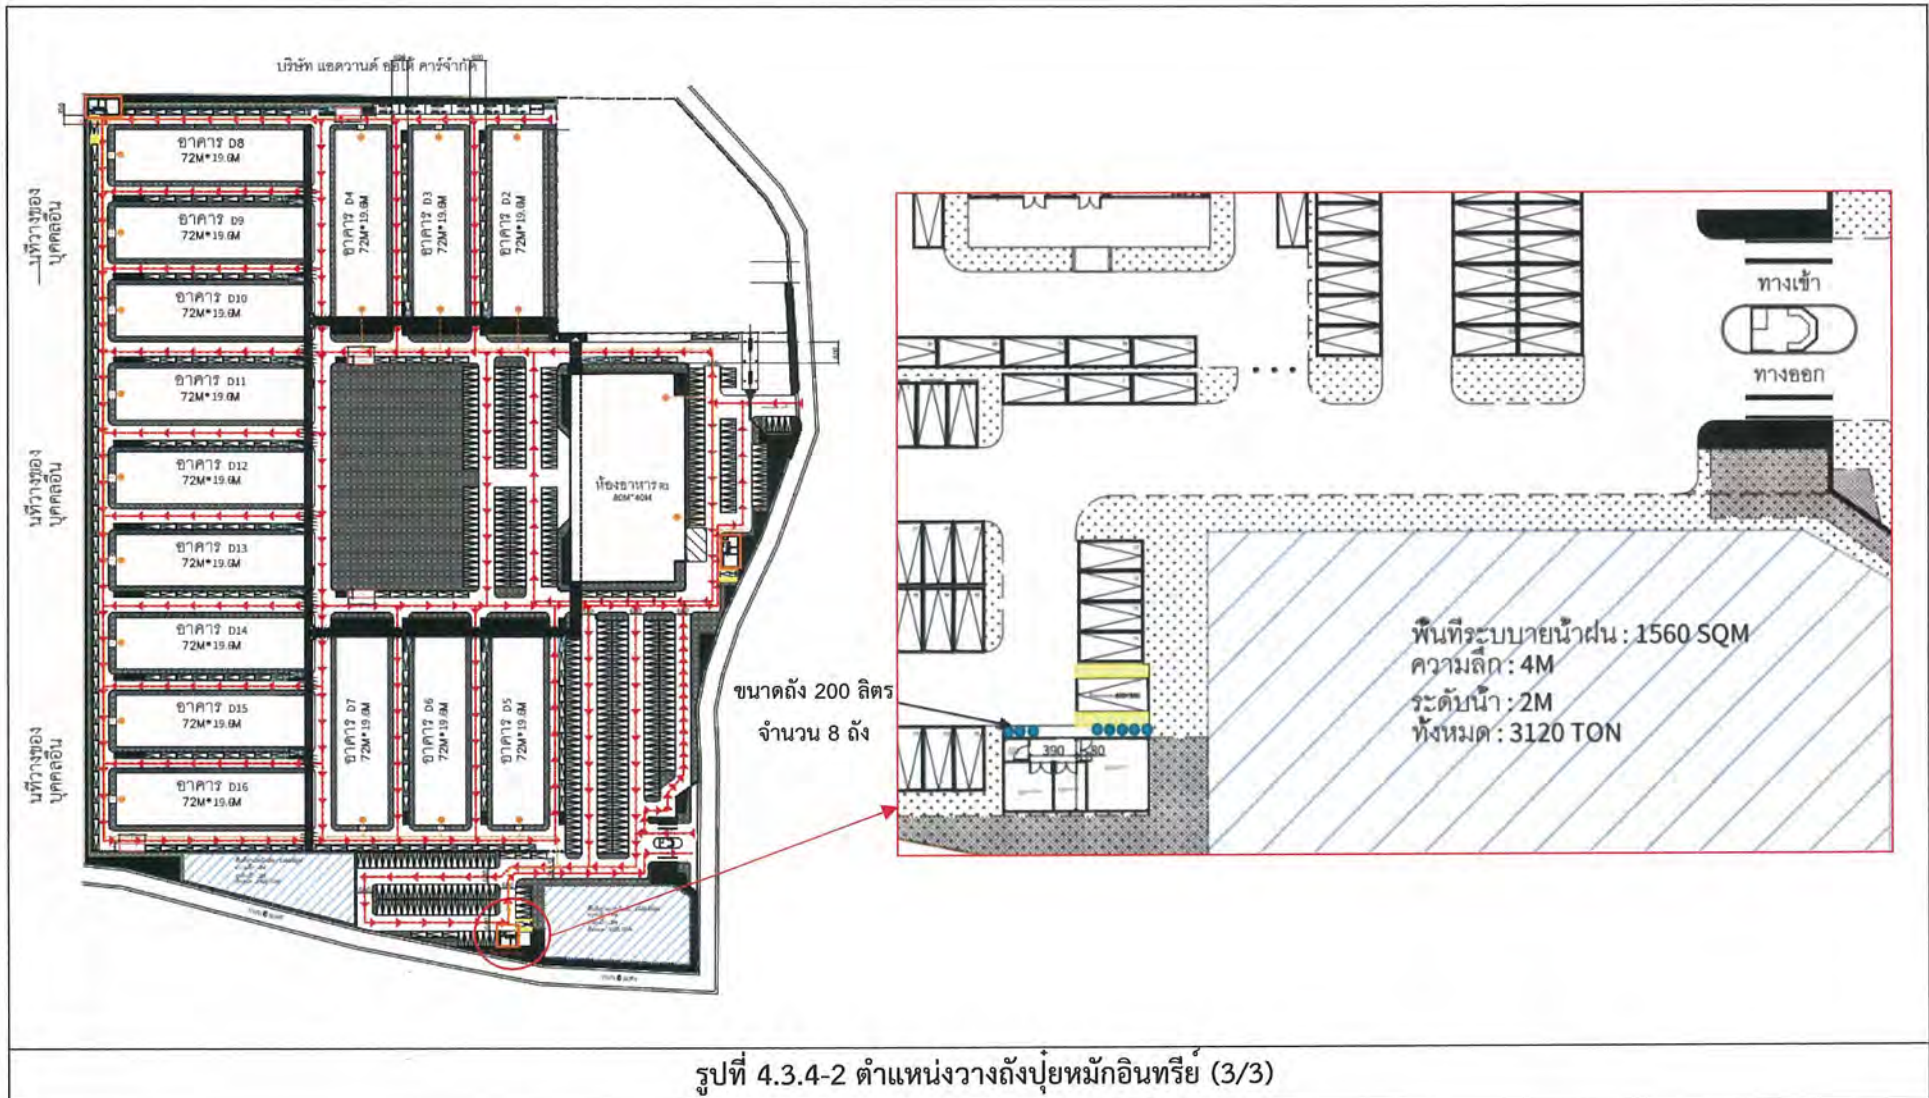 บริษัท แอดวานด์ ออโต้ คาร์จำกัด
อาคาร D8
72M*19.6M
อาคาร D9
72M*19.6M
อาคาร D10
72M*19.6M
อาคาร D11
72M*19.6M
อาคาร D12
72M*19.6M
อาคาร D13
72M*19.6M
อาคาร D14
72M*19.6M
อาคาร D15
72M*19.6M
อาคาร D16
72M*19.6M
อาคาร D4
72M*19.6M
อาคาร D3
72M*19.6M
อาคาร D2
72M*19.6M
อาคาร D7
72M*19.6M
อาคาร D6
72M*19.6M
อาคาร D5
72M*19.6M
ห้องอาหาร R1
80M*40M
นที่วางของ
บุคคลอื่น
นที่วางของ
บุคคลอื่น
นที่วางของ
บุคคลอื่น
ขนาดถัง 200 ลิตร
จำนวน 8 ถัง
ทางเข้า
ทางออก
390
80
พื้นที่ระบบายน้ำฝน : 1560 SQM
ความลึก : 4M
ระดับน้ำ : 2M
ทั้งหมด : 3120 TON
รูปที่ 4.3.4-2 ตำแหน่งวางถังปุ๋ยหมักอินทรีย์ (3/3)